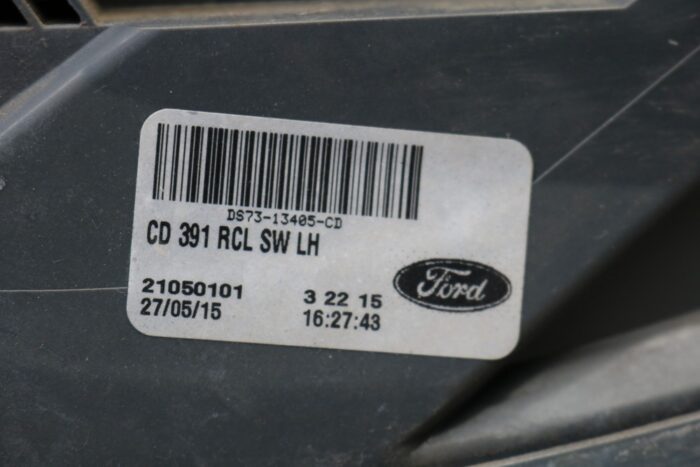 DS73-13405-CD
CD 391 RCL SW LH
21050101 3 22 15
27/05/15 16:27:43
Ford